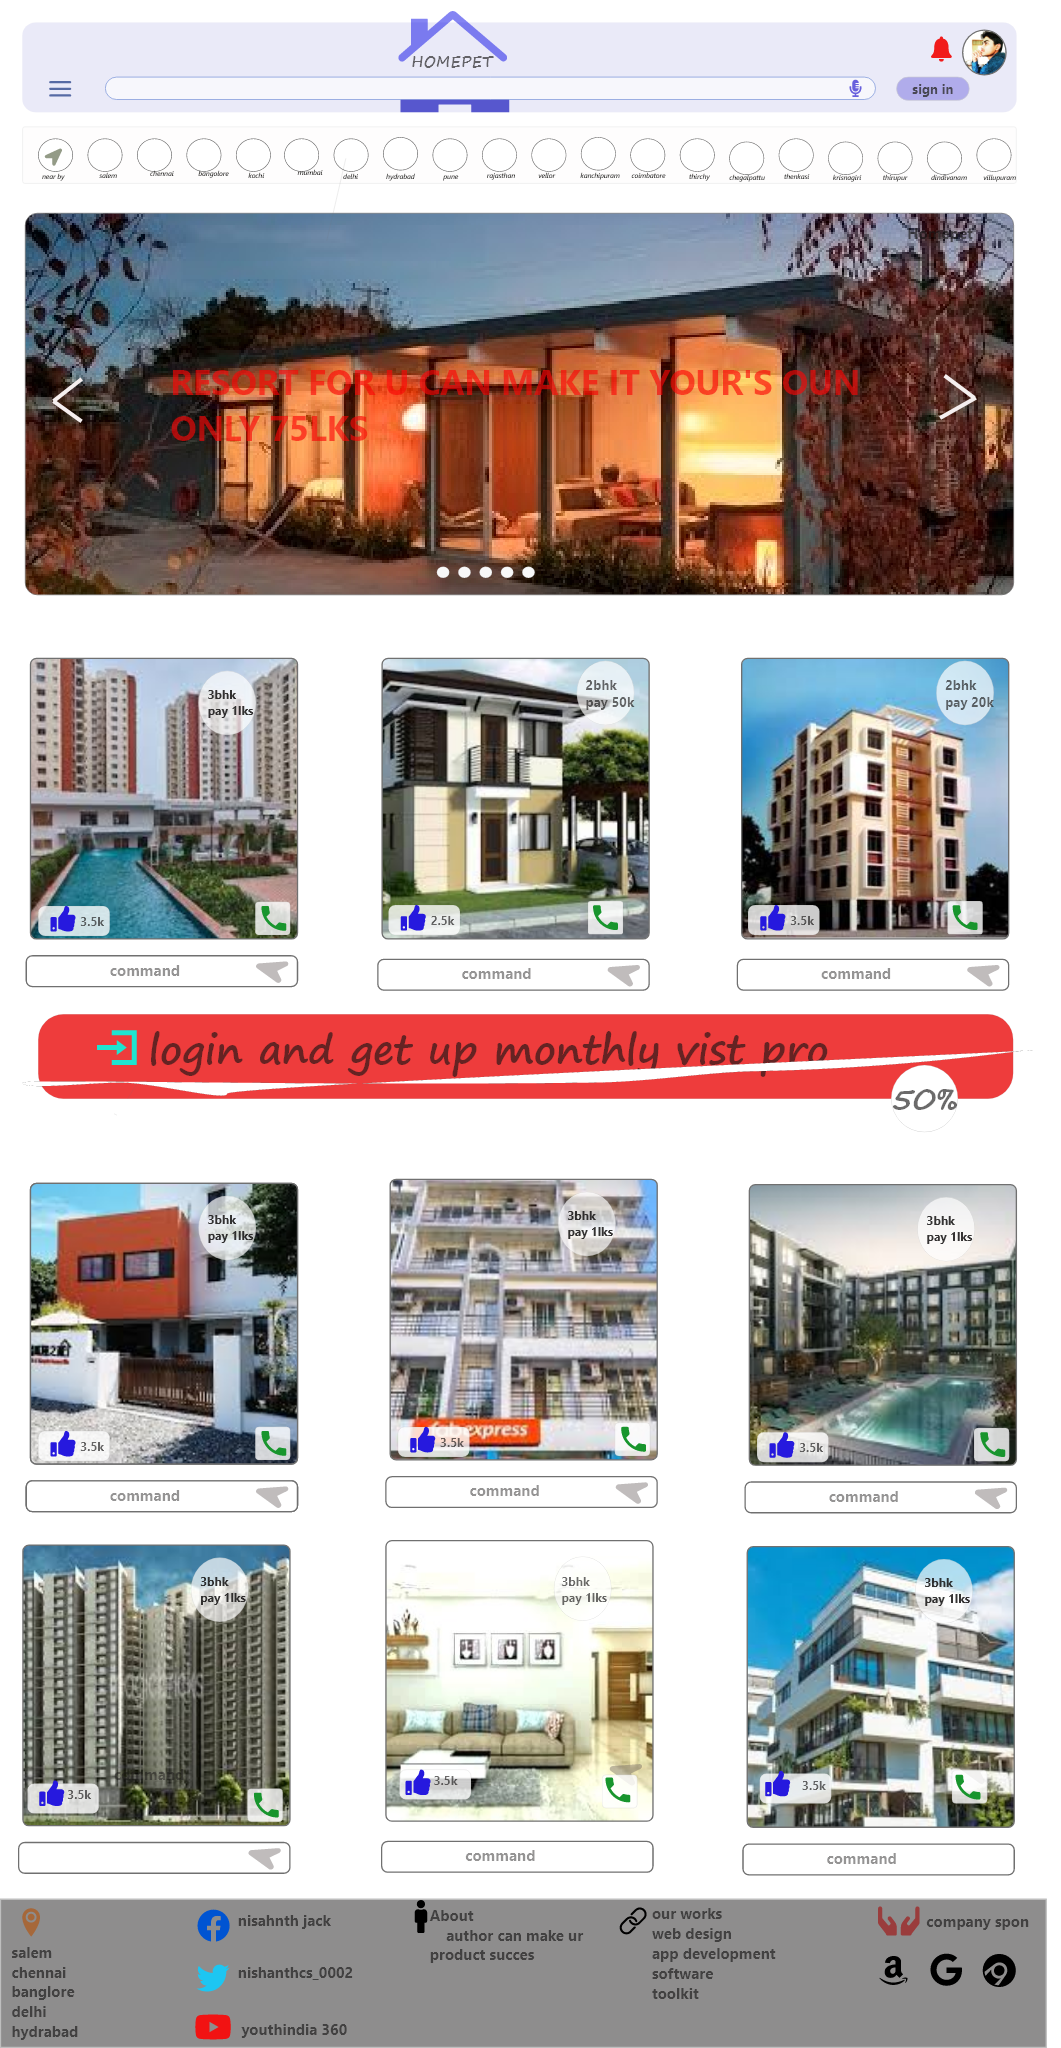 HOMEPET
sign in
near by
salem
chennai
bangolore
kochi
mumbai
delhi
hydrabad
pune
rajasthan
vellor
kanchipuram
coimbatore
thirchy
chegalpattu
thenkasi
krisnagiri
thirupur
dindivanam
villupuram
RESORT FOR U CAN MAKE IT YOUR'S OUN
ONLY 75LKS
3bhk
pay 1lks
3.5k
2bhk
pay 50k
2.5k
2bhk
pay 20k
3.5k
command
command
command
login and get up monthly vist pro
50%
3bhk
pay 1lks
3.5k
3bhk
pay 1lks
express
3.5k
3bhk
pay 1lks
3.5k
command
command
command
3bhk
pay 1lks
command
3.5k
3bhk
pay 1lks
3.5k
3bhk
pay 1lks
3.5k
command
command
salem
chennai
banglore
delhi
hydrabad
nisahnth jack
nishanthcs_0002
youthindia 360
About
author can make ur
product succes
our works
web design
app development
software
toolkit
company spon